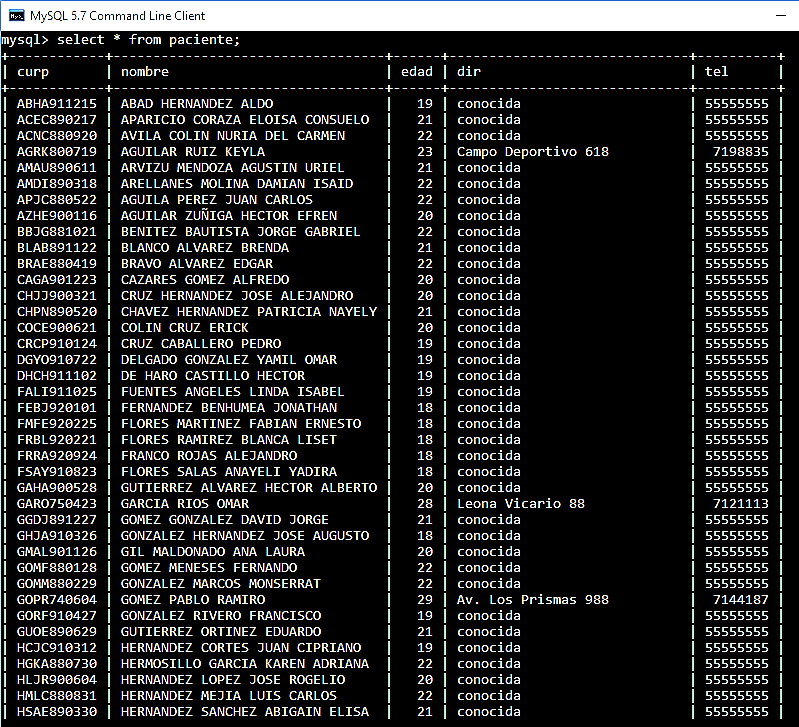 MySQL 5.7 Command Line Client
mysql> select * from paciente;
+------------+----------------------------------+------+-------------------------------+----------+
| curp | nombre | edad | dir | tel |
+------------+----------------------------------+------+-------------------------------+----------+
| ABHA911215 | ABAD HERNANDEZ ALDO | 19 | conocida | 55555555 |
| ACEC890217 | APARICIO CORAZA ELOISA CONSUELO | 21 | conocida | 55555555 |
| ACNC880920 | AVILA COLIN NURIA DEL CARMEN | 22 | conocida | 55555555 |
| AGRK800719 | AGUILAR RUIZ KEYLA | 23 | Campo Deportivo 618 | 7198835 |
| AMAU890611 | ARVIZU MENDOZA AGUSTIN URIEL | 21 | conocida | 55555555 |
| AMDI890318 | ARELLANES MOLINA DAMIAN ISAID | 22 | conocida | 55555555 |
| APJC880522 | AGUILA PEREZ JUAN CARLOS | 22 | conocida | 55555555 |
| AZHE900116 | AGUILAR ZUÑIGA HECTOR EFREN | 20 | conocida | 55555555 |
| BBJG881021 | BENITEZ BAUTISTA JORGE GABRIEL | 22 | conocida | 55555555 |
| BLAB891122 | BLANCO ALVAREZ BRENDA | 21 | conocida | 55555555 |
| BRAE880419 | BRAVO ALVAREZ EDGAR | 22 | conocida | 55555555 |
| CAGA901223 | CAZARES GOMEZ ALFREDO | 20 | conocida | 55555555 |
| CHJJ900321 | CRUZ HERNANDEZ JOSE ALEJANDRO | 20 | conocida | 55555555 |
| CHPN890520 | CHAVEZ HERNANDEZ PATRICIA NAYELY | 21 | conocida | 55555555 |
| COCE900621 | COLIN CRUZ ERICK | 20 | conocida | 55555555 |
| CRCP910124 | CRUZ CABALLERO PEDRO | 19 | conocida | 55555555 |
| DGYO910722 | DELGADO GONZALEZ YAMIL OMAR | 19 | conocida | 55555555 |
| DHCH911102 | DE HARO CASTILLO HECTOR | 19 | conocida | 55555555 |
| FALI911025 | FUENTES ANGELES LINDA ISABEL | 19 | conocida | 55555555 |
| FEBJ920101 | FERNANDEZ BENHUMEA JONATHAN | 18 | conocida | 55555555 |
| FMFE920225 | FLORES MARTINEZ FABIAN ERNESTO | 18 | conocida | 55555555 |
| FRBL920221 | FLORES RAMIREZ BLANCA LISET | 18 | conocida | 55555555 |
| FRRA920924 | FRANCO ROJAS ALEJANDRO | 18 | conocida | 55555555 |
| FSAY910823 | FLORES SALAS ANAYELI YADIRA | 18 | conocida | 55555555 |
| GAHA900528 | GUTIERREZ ALVAREZ HECTOR ALBERTO | 20 | conocida | 55555555 |
| GARO750423 | GARCIA RIOS OMAR | 28 | Leona Vicario 88 | 7121113 |
| GGDJ891227 | GOMEZ GONZALEZ DAVID JORGE | 21 | conocida | 55555555 |
| GHJA910326 | GONZALEZ HERNANDEZ JOSE AUGUSTO | 18 | conocida | 55555555 |
| GMAL901126 | GIL MALDONADO ANA LAURA | 20 | conocida | 55555555 |
| GOMF880128 | GOMEZ MENESES FERNANDO | 22 | conocida | 55555555 |
| GOMM880229 | GONZALEZ MARCOS MONSERRAT | 22 | conocida | 55555555 |
| GOPR740604 | GOMEZ PABLO RAMIRO | 29 | Av. Los Prismas 988 | 7144187 |
| GORF910427 | GONZALEZ RIVERO FRANCISCO | 19 | conocida | 55555555 |
| GUOE890629 | GUTIERREZ ORTINEZ EDUARDO | 21 | conocida | 55555555 |
| HCJC910312 | HERNANDEZ CORTES JUAN CIPRIANO | 19 | conocida | 55555555 |
| HGKA880730 | HERMOSILLO GARCIA KAREN ADRIANA | 22 | conocida | 55555555 |
| HLJR900604 | HERNANDEZ LOPEZ JOSE ROGELIO | 20 | conocida | 55555555 |
| HMLC880831 | HERNANDEZ MEJIA LUIS CARLOS | 22 | conocida | 55555555 |
| HSAE890330 | HERNANDEZ SANCHEZ ABIGAIN ELISA | 21 | conocida | 55555555 |